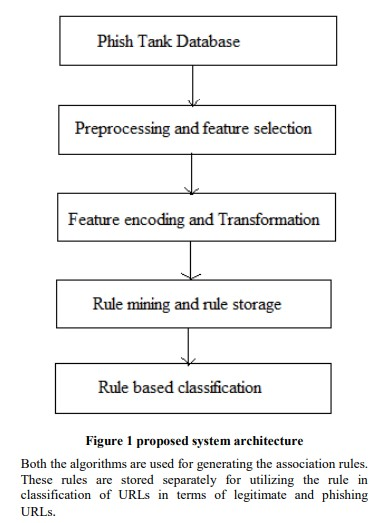 Phish Tank Database
Preprocessing and feature selection
Feature encoding and Transformation
Rule mining and rule storage
Rule based classification
Figure 1 proposed system architecture
Both the algorithms are used for generating the association rules.
These rules are stored separately for utilizing the rule in
classification of URLs in terms of legitimate and phishing
URLs.